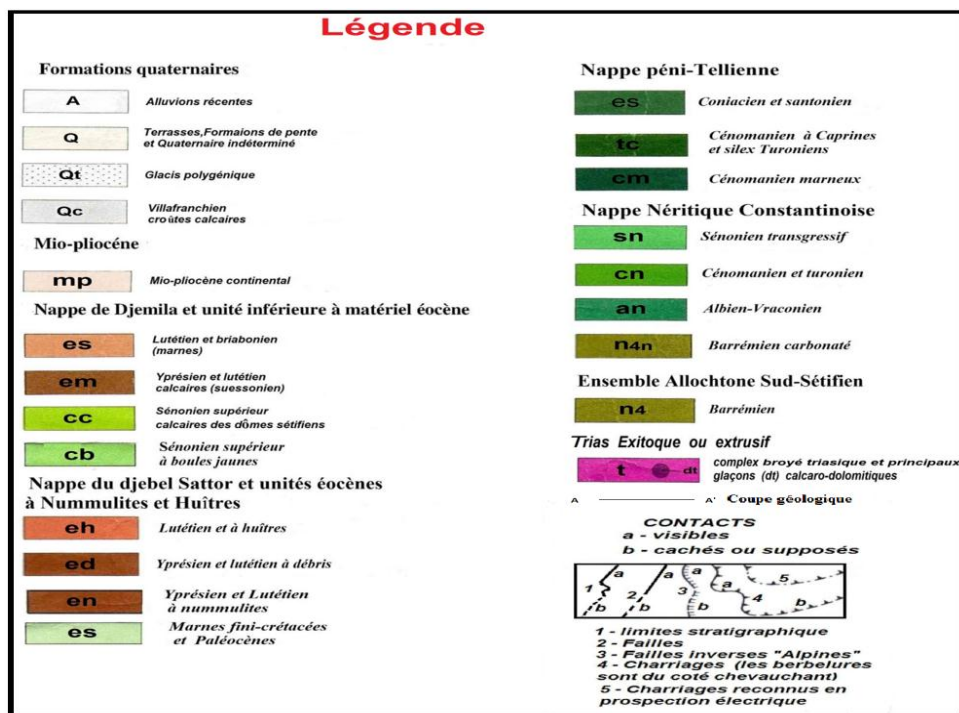 Légende
Formations quaternaires
A
Alluvions récentes
Q
Terrasses,Formaions de pente
et Quaternaire indéterminé
Qt
Glacis polygénique
Qc
Villafranchien
croûtes calcaires
Mio-pliocéne
mp
Mio-pliocène continental
Nappe de Djemila et unité inférieure à matériel éocène
es
Lutétien et briabonien
(marnes)
em
Yprésien et lutétien
calcaires (suessonien)
cc
Sénonien supérieur
calcaires des dômes sétifiens
cb
Sénonien supérieur
à boules jaunes
Nappe du djebel Sattor et unités éocènes
à Nummulites et Huîtres
eh
Lutétien et à huîtres
ed
Yprésien et lutétien à débris
en
Yprésien et Lutétien
à nummulites
es
Marnes fini-crétacées
et Paléocènes
Nappe péni-Tellienne
es
Coniacien et santonien
tc
Cénomanien à Caprines
et silex Turoniens
cm
Cénomanien marneux
Nappe Néritique Constantinoise
sn
Sénonien transgressif
cn
Cénomanien et turonien
an
Albien-Vraconien
n4n
Barrémien carbonaté
Ensemble Allochtone Sud-Sétifien
n4
Barrémien
Trias Exitoque ou extrusif
t dt
complex broyé triasique et principaux
glaçons (dt) calcaro-dolomitiques
A A' Coupe géologique
CONTACTS
a - visibles
b - cachés ou supposés
a a a a 5
1 2 3 4 b
b b b
1 - limites stratigraphique
2 - Failles
3 - Failles inverses "Alpines"
4 - Charriages (les berbelures
sont du coté chevauchant)
5 - Charriages reconnus en
prospection électrique